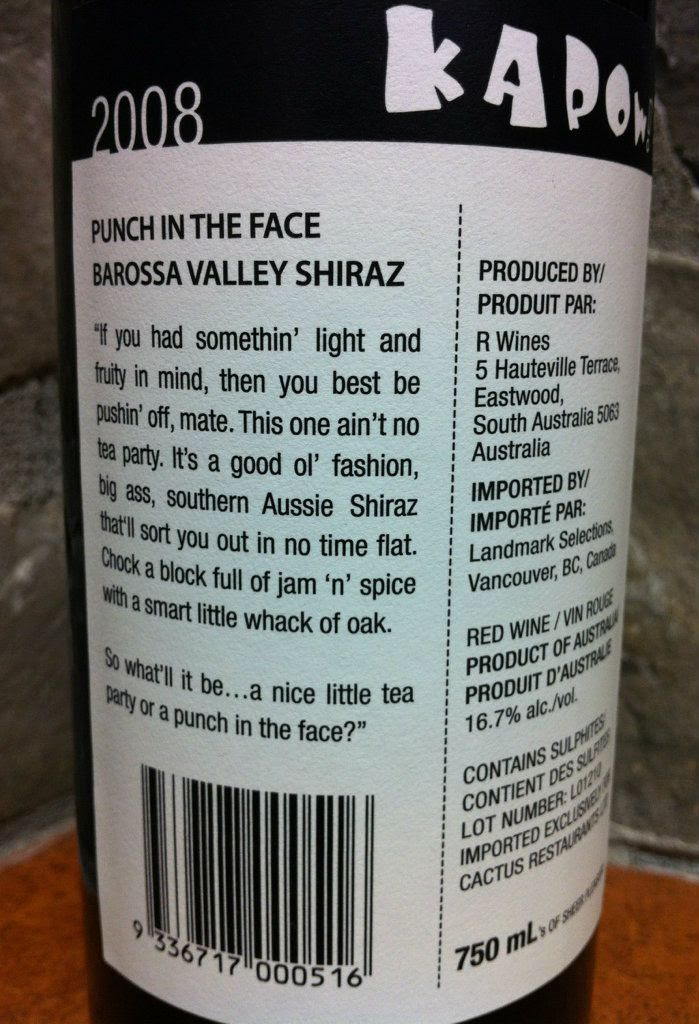 KAPOW!
2008
PUNCH IN THE FACE
BAROSSA VALLEY SHIRAZ
"If you had somethin' light and
fruity in mind, then you best be
pushin' off, mate. This one ain't no
tea party. It's a good ol' fashion,
big ass, southern Aussie Shiraz
that'll sort you out in no time flat.
Chock a block full of jam 'n' spice
with a smart little whack of oak.
So what'll it be...a nice little tea
party or a punch in the face?"
9 336717 000516
PRODUCED BY/
PRODUIT PAR:
R Wines
5 Hauteville Terrace,
Eastwood,
South Australia 5063
Australia
IMPORTED BY/
IMPORTÉ PAR:
Landmark Selections,
Vancouver, BC, Canada
RED WINE / VIN ROUGE
PRODUCT OF AUSTRALIA
PRODUIT D'AUSTRALIE
16.7% alc./vol.
CONTAINS SULPHITES/
CONTIENT DES SULFITES
LOT NUMBER: L01210
IMPORTED EXCLUSIVELY FOR
CACTUS RESTAURANTS
750 mL's OF SHEER